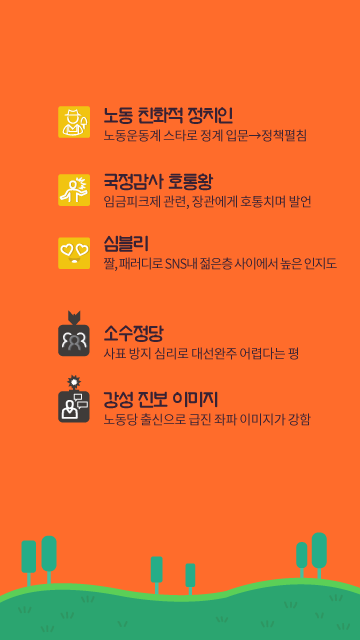 노동 친화적 정치인
노동운동계 스타로 정계 입문→정책펼침
국정감사 호통왕
임금피크제 관련, 장관에게 호통치며 발언
심블리
짤, 패러디로 SNS내 젊은층 사이에서 높은 인지도
소수정당
사표 방지 심리로 대선완주 어렵다는 평
강성 진보 이미지
노동당 출신으로 급진 좌파 이미지가 강함